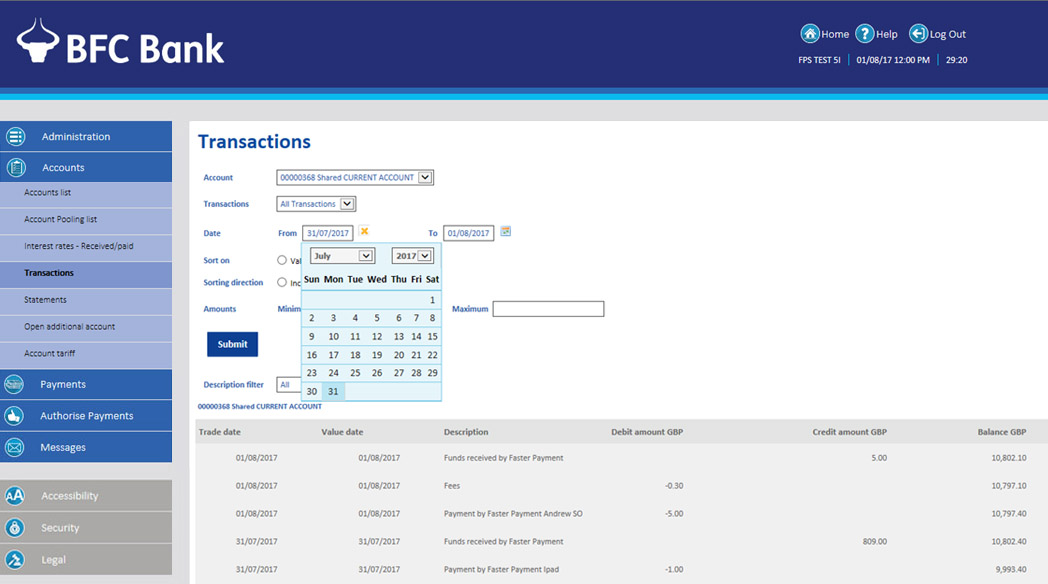 BFC Bank
Home Help Log Out
FPS TEST 5I 01/08/17 12:00 PM 29:20
Administration
Accounts
Accounts list
Account Pooling list
Interest rates - Received/paid
Transactions
Statements
Open additional account
Account tariff
Payments
Authorise Payments
Messages
Accessibility
Security
Legal
Transactions
Account 00000368 Shared CURRENT ACCOUNT
Transactions All Transactions
Date From 31/07/2017 To 01/08/2017
Sort on Val
Sorting direction Inc
Amounts Minim Maximum
Submit
Description filter All
July 2017
Sun Mon Tue Wed Thu Fri Sat
1
2 3 4 5 6 7 8
9 10 11 12 13 14 15
16 17 18 19 20 21 22
23 24 25 26 27 28 29
30 31
00000368 Shared CURRENT ACCOUNT
Trade date Value date Description Debit amount GBP Credit amount GBP Balance GBP
01/08/2017 01/08/2017 Funds received by Faster Payment 5.00 10,802.10
01/08/2017 01/08/2017 Fees -0.30 10,797.10
01/08/2017 01/08/2017 Payment by Faster Payment Andrew SO -5.00 10,797.40
31/07/2017 31/07/2017 Funds received by Faster Payment 809.00 10,802.40
31/07/2017 31/07/2017 Payment by Faster Payment Ipad -1.00 9,993.40